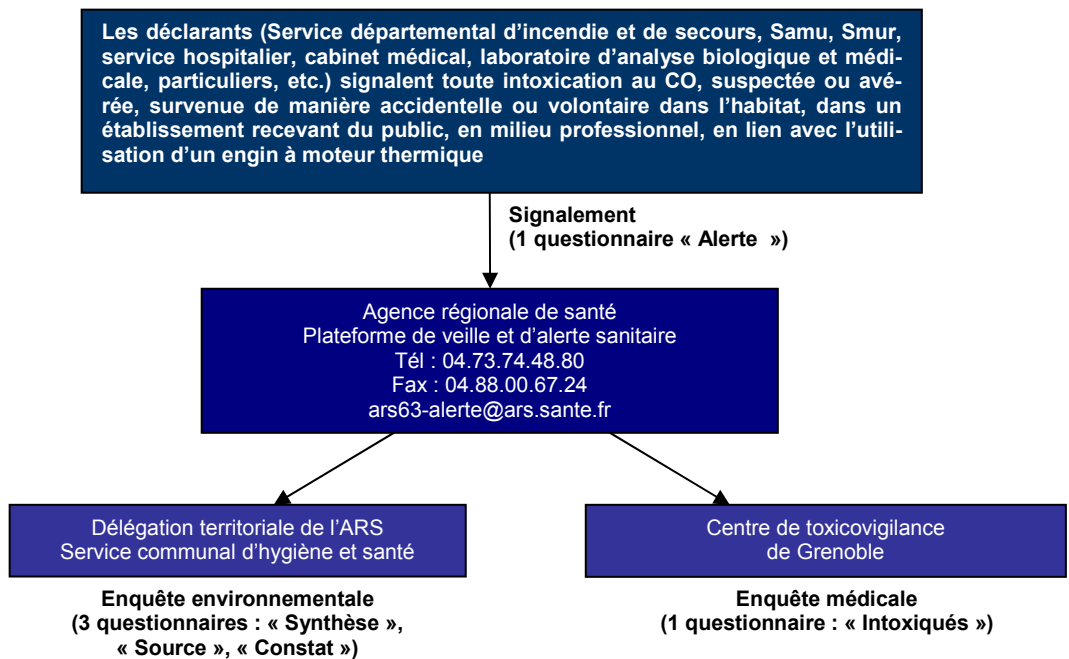 Les déclarants (Service départemental d'incendie et de secours, Samu, Smur,
service hospitalier, cabinet médical, laboratoire d'analyse biologique et médi-
cale, particuliers, etc.) signalent toute intoxication au CO, suspectée ou avé-
rée, survenue de manière accidentelle ou volontaire dans l'habitat, dans un
établissement recevant du public, en milieu professionnel, en lien avec l'utili-
sation d'un engin à moteur thermique
Signalement
(1 questionnaire « Alerte »)
Agence régionale de santé
Plateforme de veille et d'alerte sanitaire
Tél : 04.73.74.48.80
Fax : 04.88.00.67.24
ars63-alerte@ars.sante.fr
Délégation territoriale de l'ARS
Service communal d'hygiène et santé
Enquête environnementale
(3 questionnaires : « Synthèse »,
« Source », « Constat »)
Centre de toxicovigilance
de Grenoble
Enquête médicale
(1 questionnaire : « Intoxiqués »)